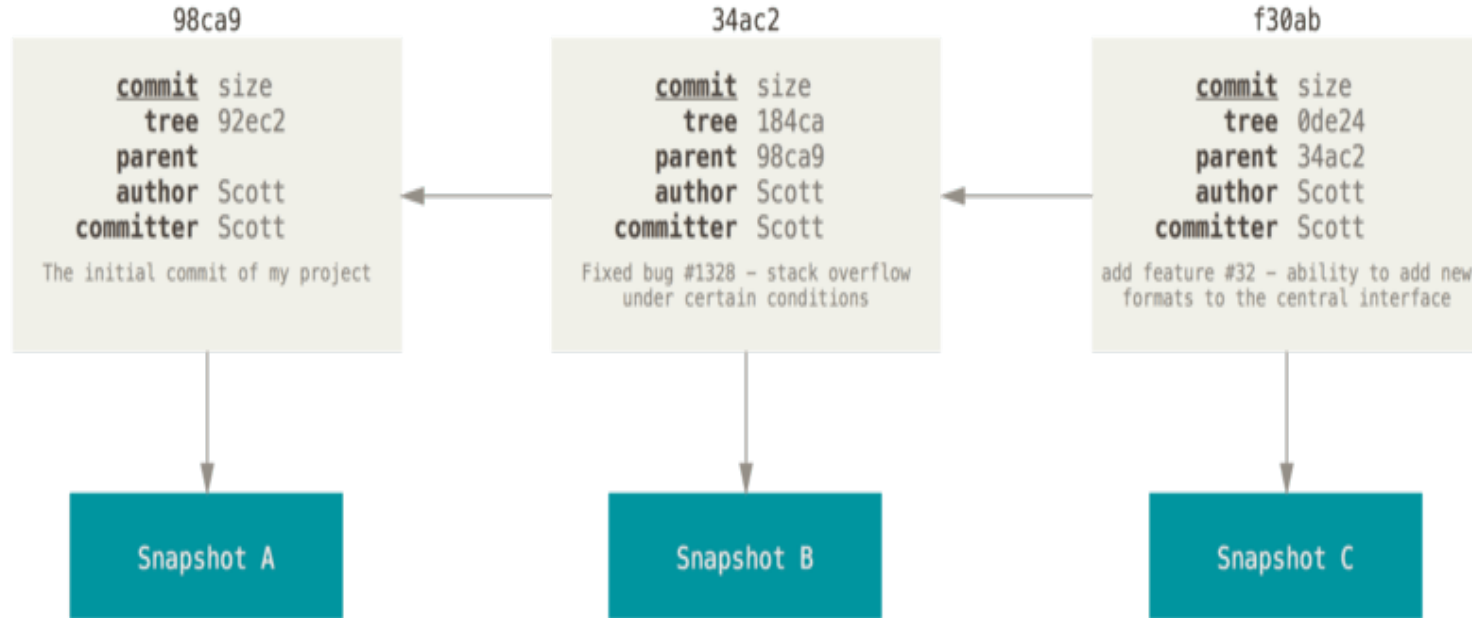 98ca9
commit size
tree 92ec2
parent
author Scott
committer Scott
The initial commit of my project
Snapshot A
34ac2
commit size
tree 184ca
parent 98ca9
author Scott
committer Scott
Fixed bug #1328 – stack overflow
under certain conditions
Snapshot B
f30ab
commit size
tree 0de24
parent 34ac2
author Scott
committer Scott
add feature #32 – ability to add new
formats to the central interface
Snapshot C